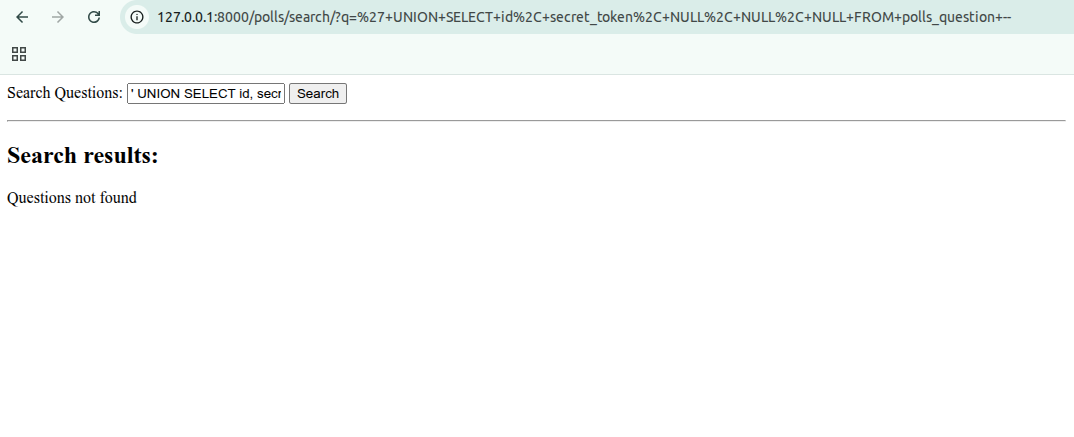 127.0.0.1:8000/polls/search/?q=%27+UNION+SELECT+id%2C+secret_token%2C+NULL%2C+NULL%2C+NULL+FROM+polls_question+--
Search Questions: ' UNION SELECT id, secr Search
Search results:
Questions not found